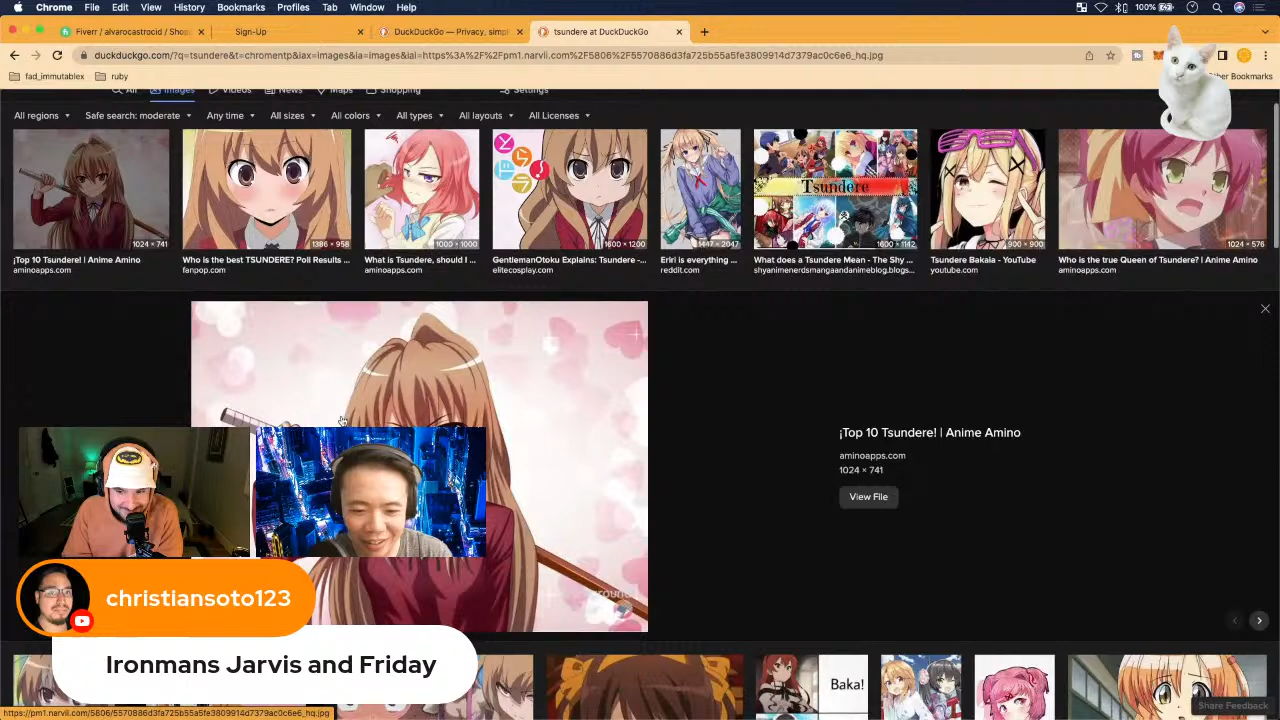 Chrome File Edit View History Bookmarks Profiles Tab Window Help 100%
Fiverr / alvarocastrocid / Shop
Sign-Up
DuckDuckGo — Privacy, simpl
tsundere at DuckDuckGo
duckduckgo.com/?q=tsundere&t=chromentp&iax=images&ia=images&iai=https%3A%2F%2Fpm1.narvii.com%2F5806%2F5570886d3fa725b55a5fe3809914d7379ac0c6e6_hq.jpg
fad_immutablex ruby Other Bookmarks
All Images Videos News Maps Shopping Settings
All regions Safe search: moderate Any time All sizes All colors All types All layouts All Licenses
Tsundere
1024 × 741
1386 × 958
1000 × 1000
1600 × 1200
1447 × 2047
1600 × 1142
900 × 900
1024 × 576
¡Top 10 Tsundere! | Anime Amino
aminoapps.com
Who is the best TSUNDERE? Poll Results ...
fanpop.com
What is Tsundere, should I ...
aminoapps.com
GentlemanOtoku Explains: Tsundere -...
elitecosplay.com
Eriri is everything ...
reddit.com
What does a Tsundere Mean - The Shy ...
shyanimenerdsmangaandanimeblog.blogs...
Tsundere Bakaia - YouTube
youtube.com
Who is the true Queen of Tsundere? | Anime Amino
aminoapps.com
¡Top 10 Tsundere! | Anime Amino
aminoapps.com
1024 × 741
View File
christiansoto123
Ironmans Jarvis and Friday
Baka!
Share Feedback
https://pm1.narvii.com/5806/5570886d3fa725b55a5fe3809914d7379ac0c6e6_hq.jpg